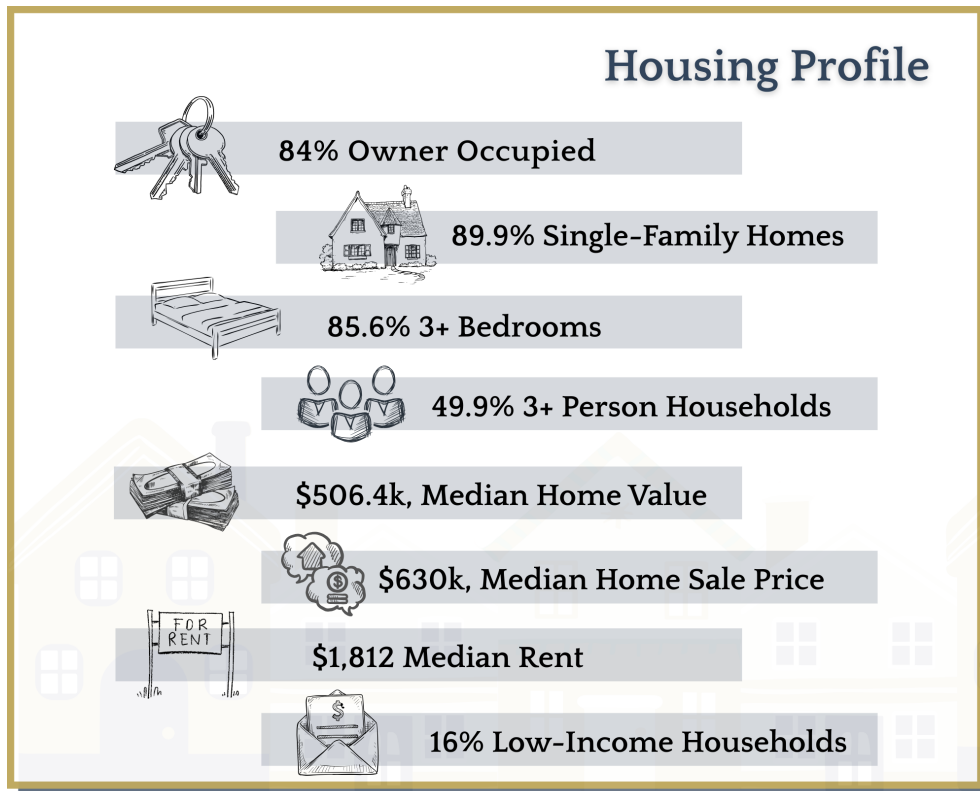 Housing Profile
84% Owner Occupied
89.9% Single-Family Homes
85.6% 3+ Bedrooms
49.9% 3+ Person Households
$506.4k, Median Home Value
$630k, Median Home Sale Price
$
FOR
RENT
$1,812 Median Rent
$
16% Low-Income Households